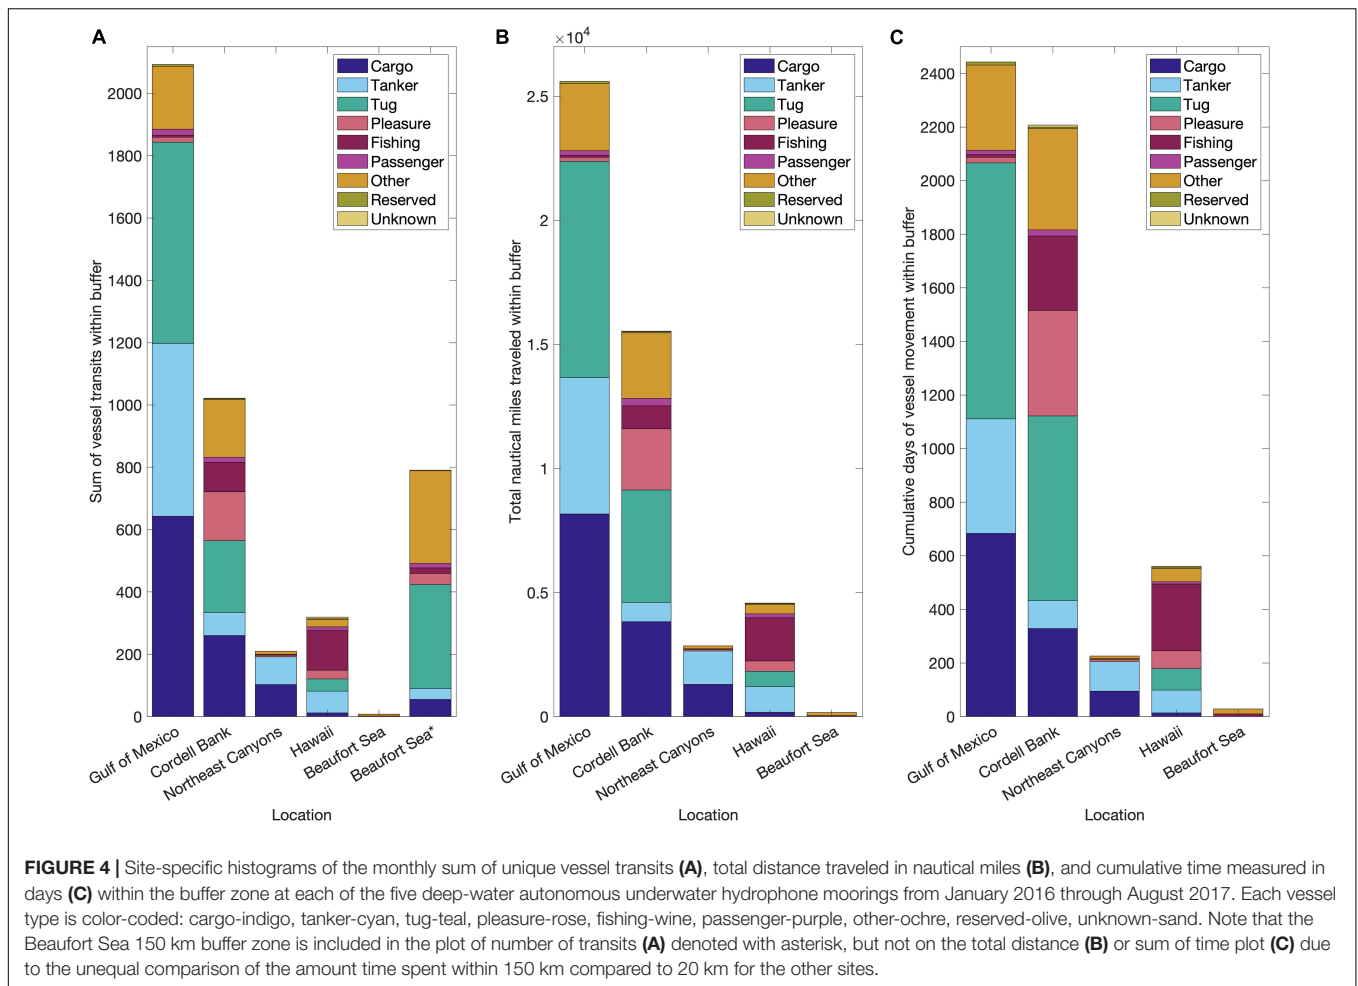 A
Sum of vessel transits within buffer
2000
1800
1600
1400
1200
1000
800
600
400
200
0
Cargo
Tanker
Tug
Pleasure
Fishing
Passenger
Other
Reserved
Unknown
Gulf of Mexico
Cordell Bank
Northeast Canyons
Hawaii
Beaufort Sea
Beaufort Sea*
Location
B
×10⁴
Total nautical miles traveled within buffer
2.5
2
1.5
1
0.5
0
Cargo
Tanker
Tug
Pleasure
Fishing
Passenger
Other
Reserved
Unknown
Gulf of Mexico
Cordell Bank
Northeast Canyons
Hawaii
Beaufort Sea
Location
C
Cumulative days of vessel movement within buffer
2400
2200
2000
1800
1600
1400
1200
1000
800
600
400
200
0
Cargo
Tanker
Tug
Pleasure
Fishing
Passenger
Other
Reserved
Unknown
Gulf of Mexico
Cordell Bank
Northeast Canyons
Hawaii
Beaufort Sea
Location
FIGURE 4 | Site-specific histograms of the monthly sum of unique vessel transits (A), total distance traveled in nautical miles (B), and cumulative time measured in
days (C) within the buffer zone at each of the five deep-water autonomous underwater hydrophone moorings from January 2016 through August 2017. Each vessel
type is color-coded: cargo-indigo, tanker-cyan, tug-teal, pleasure-rose, fishing-wine, passenger-purple, other-ochre, reserved-olive, unknown-sand. Note that the
Beaufort Sea 150 km buffer zone is included in the plot of number of transits (A) denoted with asterisk, but not on the total distance (B) or sum of time plot (C) due
to the unequal comparison of the amount time spent within 150 km compared to 20 km for the other sites.